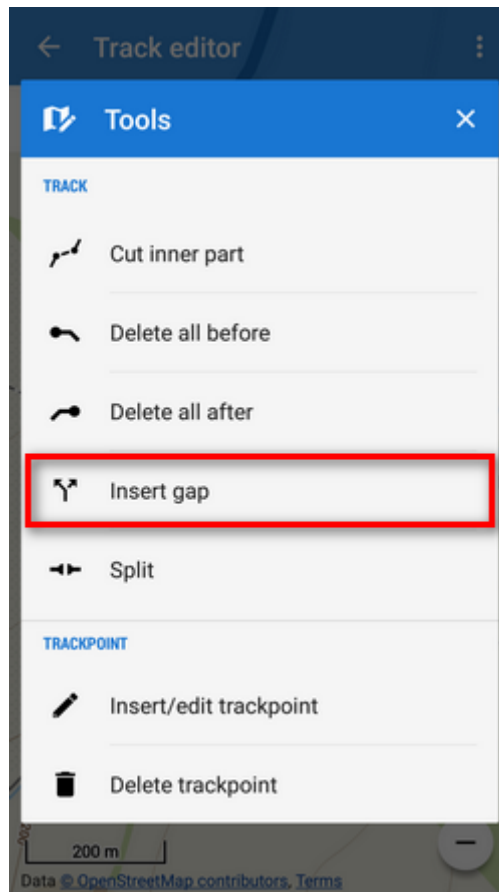 Track editor
Tools
TRACK
Cut inner part
Delete all before
Delete all after
Insert gap
Split
TRACKPOINT
Insert/edit trackpoint
Delete trackpoint
200
200 m
Data © OpenStreetMap contributors, Terms